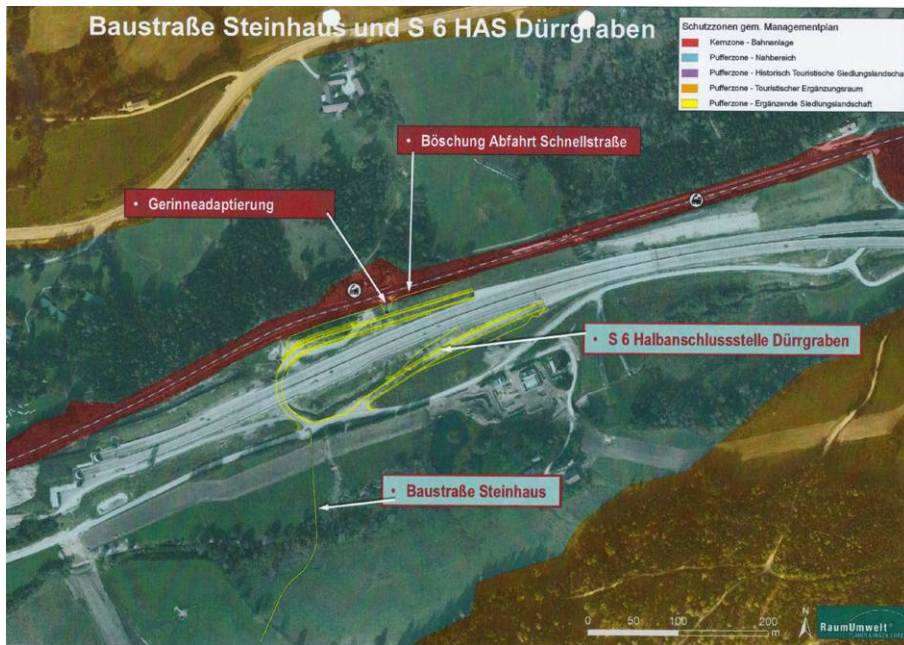 Baustraße Steinhaus und S 6 HAS Dürrgraben
Schutzzonen gem. Managementplan
Kernzone - Bahnanlage
Pufferzone - Nahbereich
Pufferzone - Historisch Touristische Siedlungslandscha
Pufferzone - Touristischer Ergänzungsraum
Pufferzone - Ergänzende Siedlungslandschaft
• Böschung Abfahrt Schnellstraße
• Gerinneadaptierung
• S 6 Halbanschlussstelle Dürrgraben
• Baustraße Steinhaus
0 50 100 200
m
N
RaumUmwelt